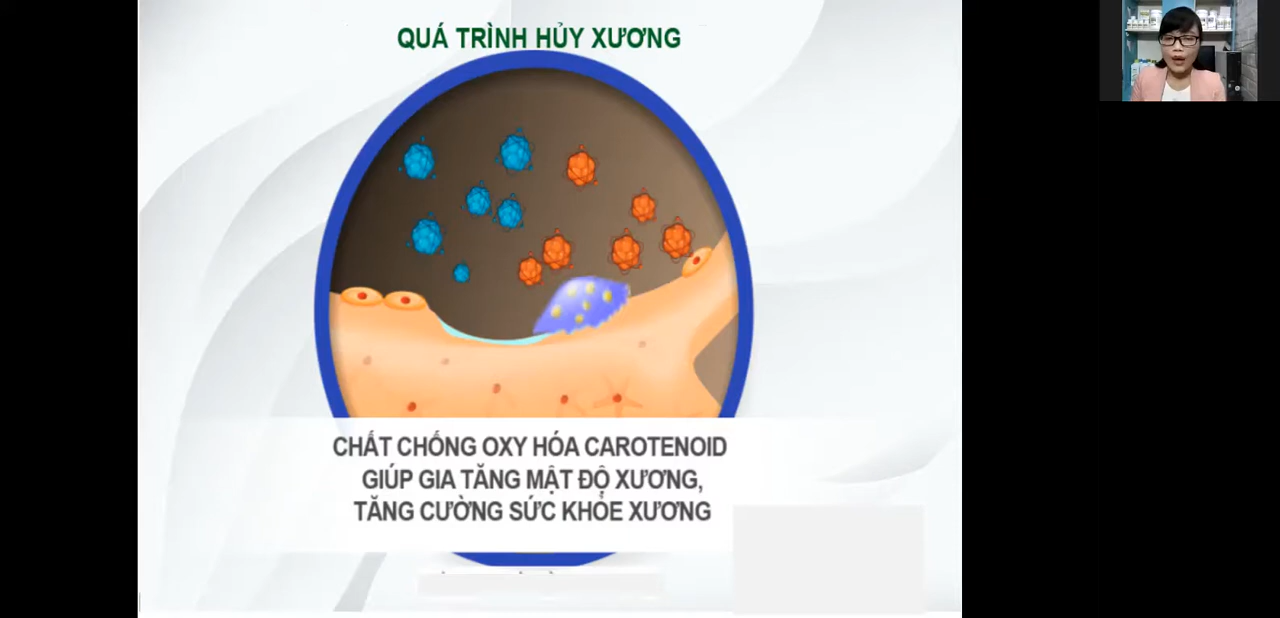 QUÁ TRÌNH HỦY XƯƠNG
CHẤT CHỐNG OXY HÓA CAROTENOID
GIÚP GIA TĂNG MẬT ĐỘ XƯƠNG,
TĂNG CƯỜNG SỨC KHỎE XƯƠNG